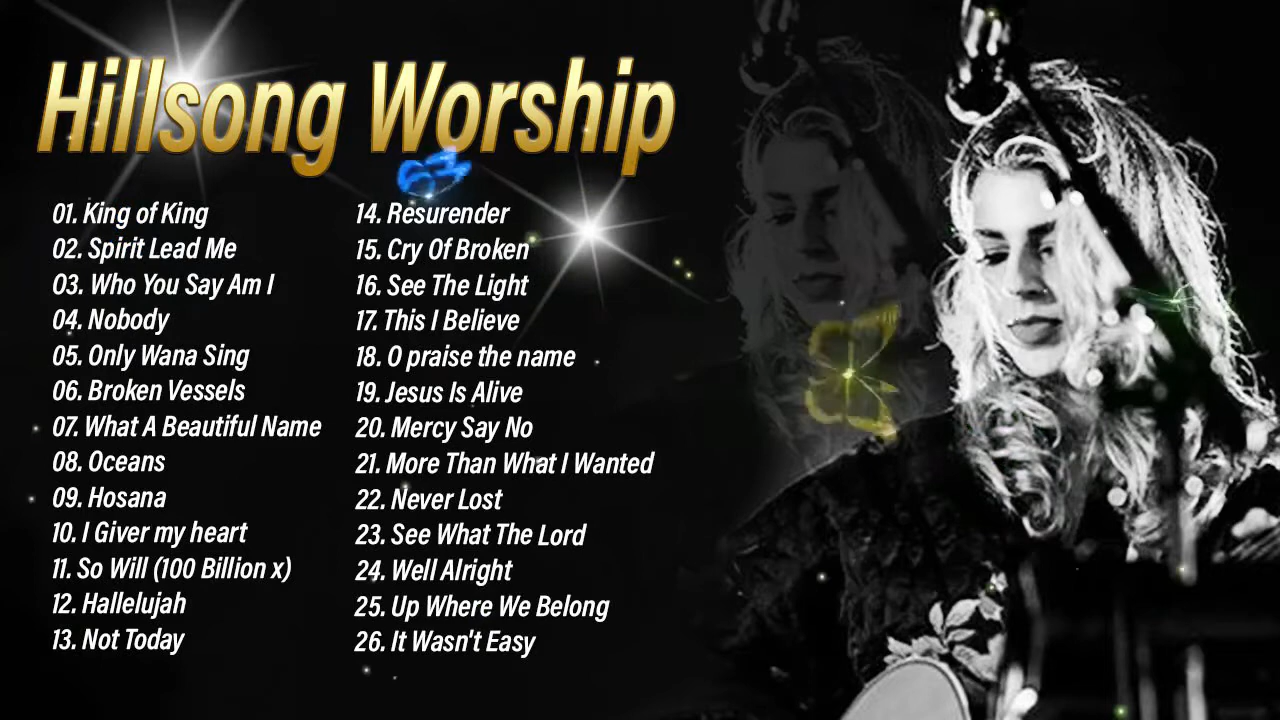 Hillsong Worship
01. King of King
02. Spirit Lead Me
03. Who You Say Am I
04. Nobody
05. Only Wana Sing
06. Broken Vessels
07. What A Beautiful Name
08. Oceans
09. Hosana
10. I Giver my heart
11. So Will (100 Billion x)
12. Hallelujah
13. Not Today
14. Resurender
15. Cry Of Broken
16. See The Light
17. This I Believe
18. O praise the name
19. Jesus Is Alive
20. Mercy Say No
21. More Than What I Wanted
22. Never Lost
23. See What The Lord
24. Well Alright
25. Up Where We Belong
26. It Wasn't Easy